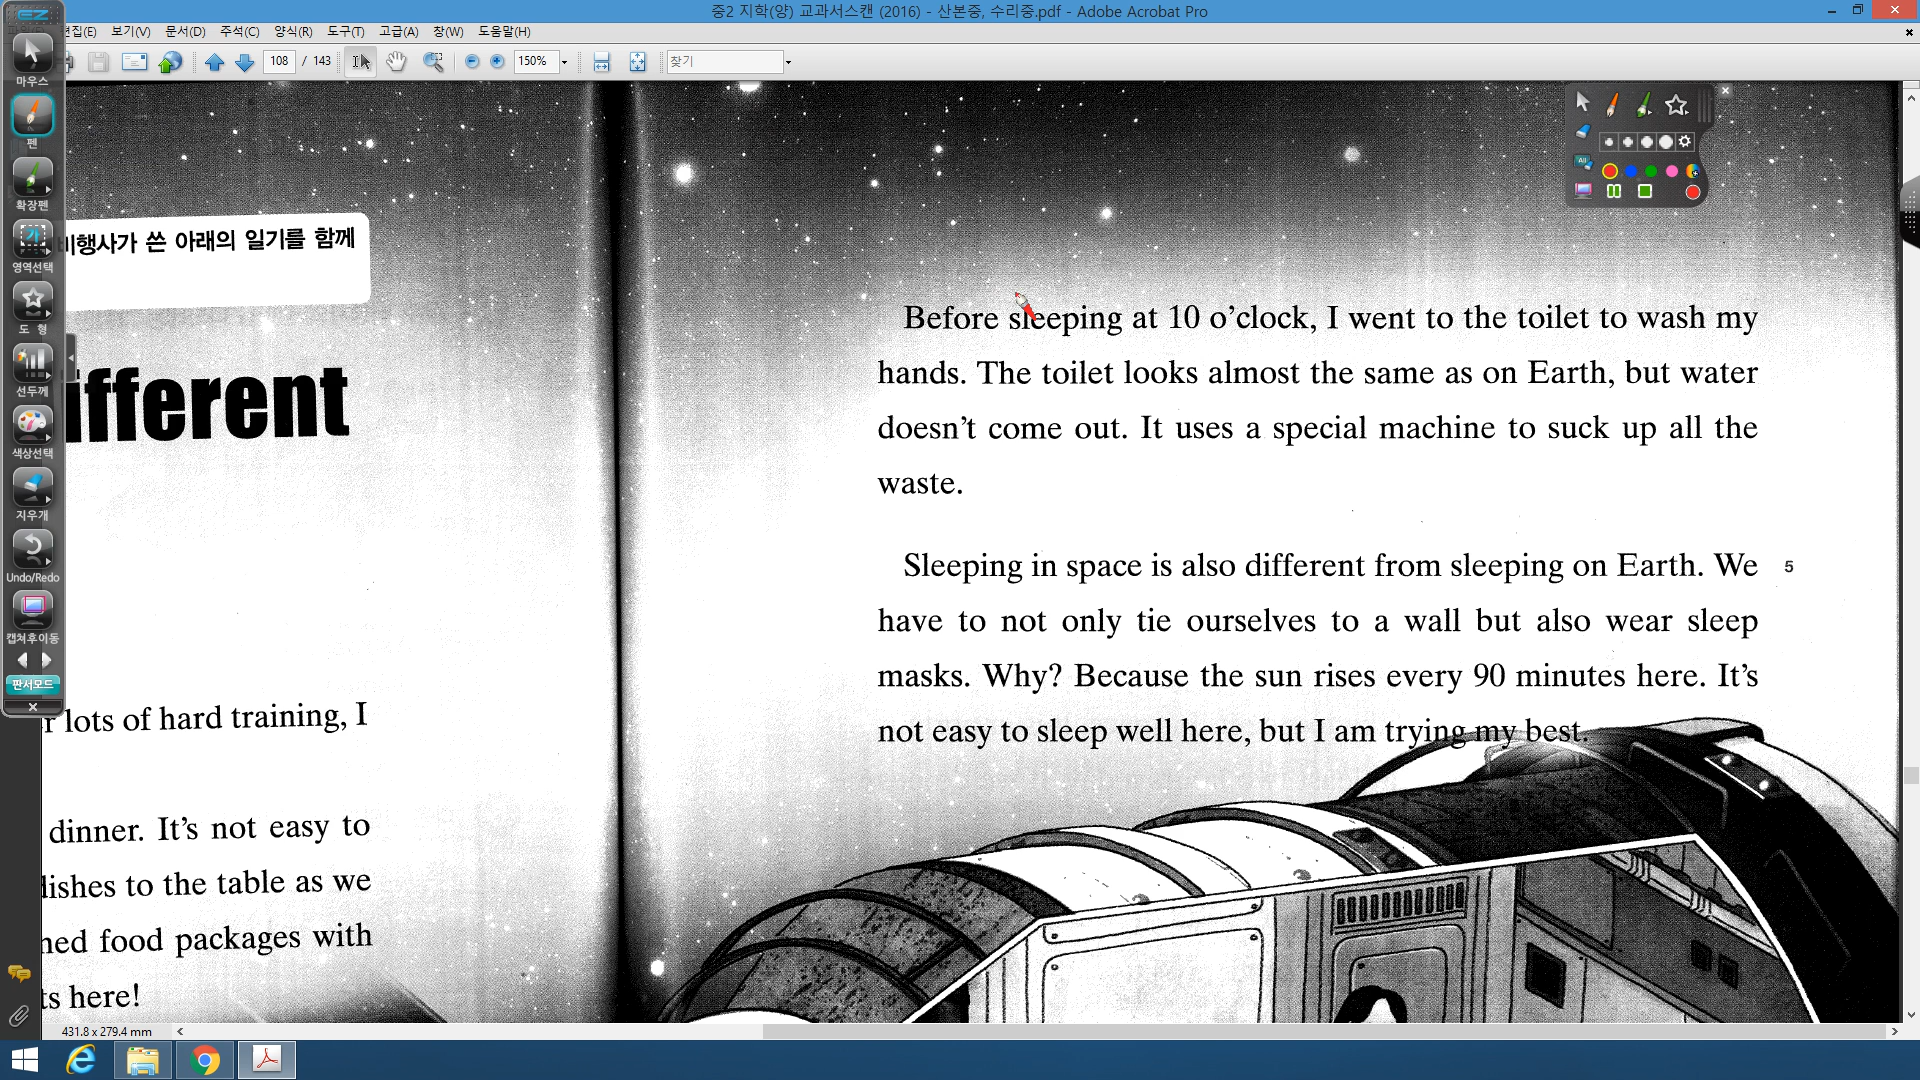 중2 지학(양) 교과서스캔 (2016) - 산본중, 수리중.pdf - Adobe Acrobat Pro
편집(E) 보기(V) 문서(D) 주석(C) 양식(R) 도구(T) 고급(A) 창(W) 도움말(H)
108 / 143 150% 찾기
마우스
펜
확장펜
영역선택
도 형
선두께
색상선택
지우개
Undo/Redo
캡쳐후이동
판서모드
비행사가 쓴 아래의 일기를 함께
ifferent
r lots of hard training, I
dinner. It's not easy to
dishes to the table as we
ned food packages with
ts here!
Before sleeping at 10 o'clock, I went to the toilet to wash my
hands. The toilet looks almost the same as on Earth, but water
doesn't come out. It uses a special machine to suck up all the
waste.
Sleeping in space is also different from sleeping on Earth. We 5
have to not only tie ourselves to a wall but also wear sleep
masks. Why? Because the sun rises every 90 minutes here. It's
not easy to sleep well here, but I am trying my best.
431.8 x 279.4 mm